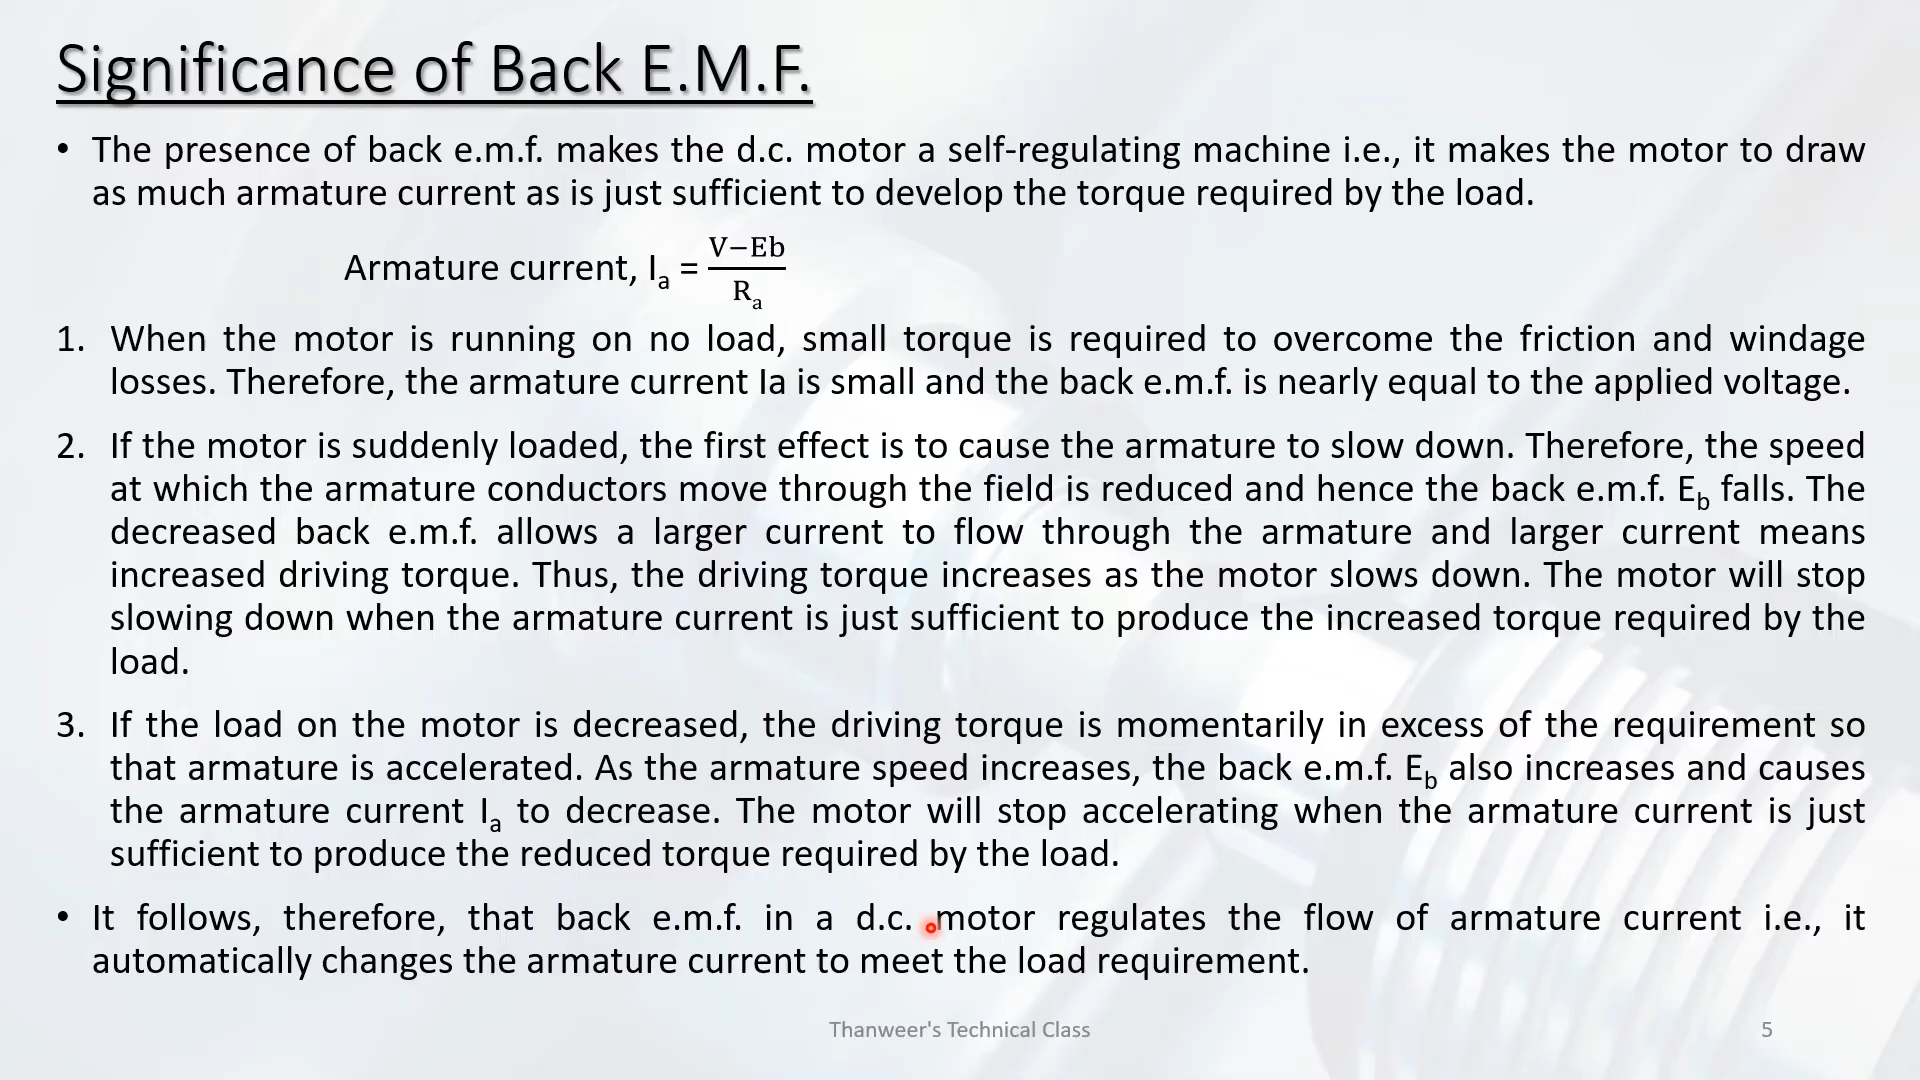 Significance of Back E.M.F.
• The presence of back e.m.f. makes the d.c. motor a self-regulating machine i.e., it makes the motor to draw
as much armature current as is just sufficient to develop the torque required by the load.
Armature current, Iₐ = V−Eb / Rₐ
1. When the motor is running on no load, small torque is required to overcome the friction and windage
losses. Therefore, the armature current Ia is small and the back e.m.f. is nearly equal to the applied voltage.
2. If the motor is suddenly loaded, the first effect is to cause the armature to slow down. Therefore, the speed
at which the armature conductors move through the field is reduced and hence the back e.m.f. E_b falls. The
decreased back e.m.f. allows a larger current to flow through the armature and larger current means
increased driving torque. Thus, the driving torque increases as the motor slows down. The motor will stop
slowing down when the armature current is just sufficient to produce the increased torque required by the
load.
3. If the load on the motor is decreased, the driving torque is momentarily in excess of the requirement so
that armature is accelerated. As the armature speed increases, the back e.m.f. E_b also increases and causes
the armature current Iₐ to decrease. The motor will stop accelerating when the armature current is just
sufficient to produce the reduced torque required by the load.
• It follows, therefore, that back e.m.f. in a d.c. motor regulates the flow of armature current i.e., it
automatically changes the armature current to meet the load requirement.
Thanweer's Technical Class
5